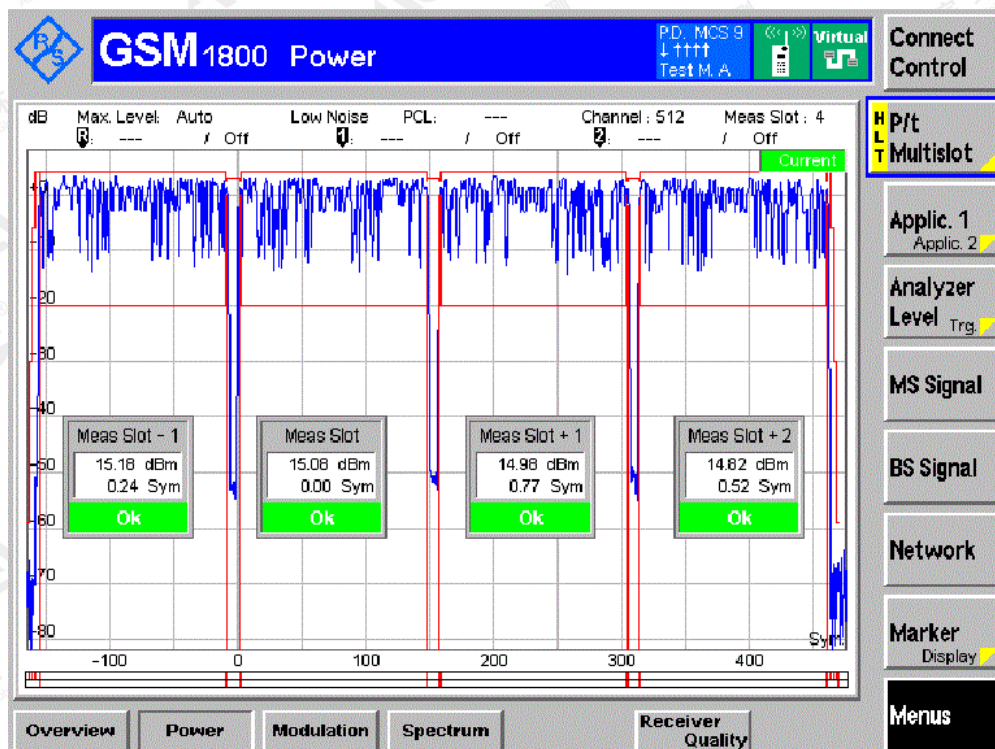 R S
GSM 1800 Power
P.D. MCS 9
↓ ↑↑↑↑
Test M. A.
Virtual
Connect Control
dB Max. Level: Auto Low Noise PCL: --- Channel : 512 Meas Slot : 4
R : --- / Off 1 : --- / Off 2 : --- / Off
Current
H L T
P/t Multislot
+0
-20
-30
-40
-50
-60
-70
-80
Applic. 1
Applic. 2
Analyzer Level Trg.
MS Signal
BS Signal
Network
Marker
Display
Menus
Meas Slot - 1
15.18 dBm
0.24 Sym
Ok
Meas Slot
15.08 dBm
0.00 Sym
Ok
Meas Slot + 1
14.98 dBm
0.77 Sym
Ok
Meas Slot + 2
14.82 dBm
0.52 Sym
Ok
Sym.
-100 0 100 200 300 400
Overview Power Modulation Spectrum Receiver Quality